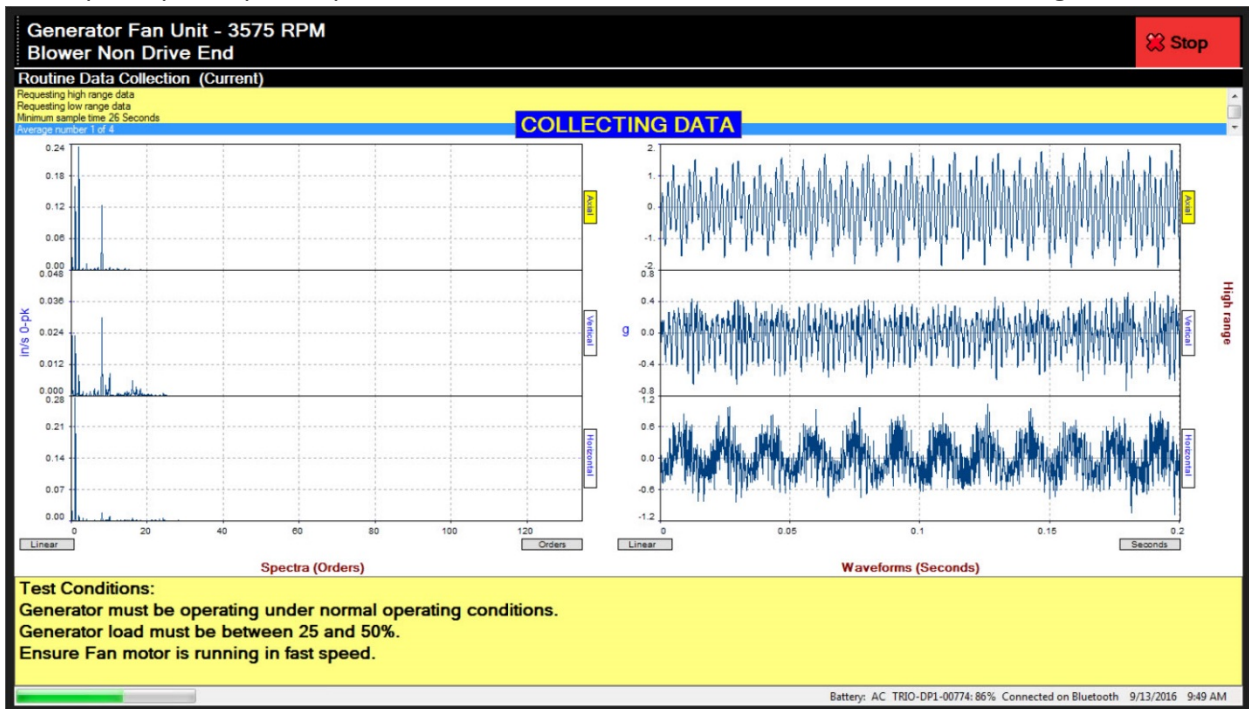 Generator Fan Unit - 3575 RPM
Blower Non Drive End
Stop
Routine Data Collection (Current)
Requesting high range data
Requesting low range data
Minimum sample time 26 Seconds
Average number 1 of 4
COLLECTING DATA
0.24
0.18
0.12
0.06
0.00
Axial
0.048
0.036
0.024
0.012
0.000
Vertical
in/s 0-pk
0.28
0.21
0.14
0.07
0.00
Horizontal
0 20 40 60 80 100 120
Linear Orders
Spectra (Orders)
2.
1.
0.
-1.
-2.
Axial
0.8
0.4
0.0
-0.4
-0.8
Vertical
g
1.2
0.6
0.0
-0.6
-1.2
Horizontal
High range
0 0.05 0.1 0.15 0.2
Linear Seconds
Waveforms (Seconds)
Test Conditions:
Generator must be operating under normal operating conditions.
Generator load must be between 25 and 50%.
Ensure Fan motor is running in fast speed.
Battery: AC TRIO-DP1-00774: 86% Connected on Bluetooth 9/13/2016 9:49 AM